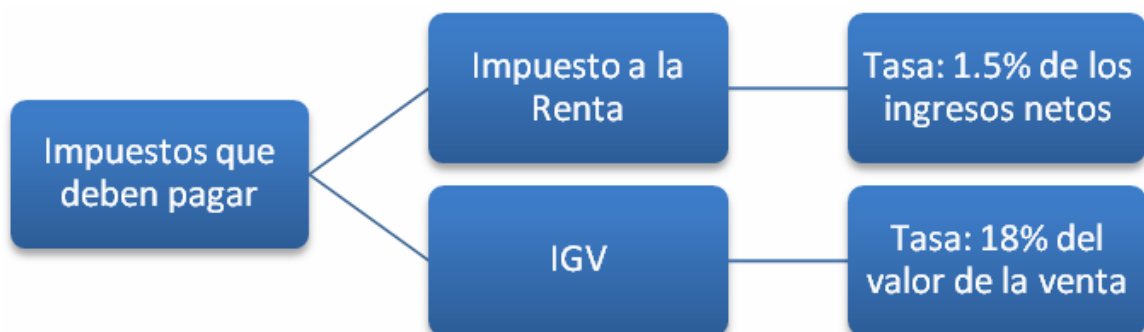 Impuestos que
deben pagar
Impuesto a la
Renta
Tasa: 1.5% de los
ingresos netos
IGV
Tasa: 18% del
valor de la venta